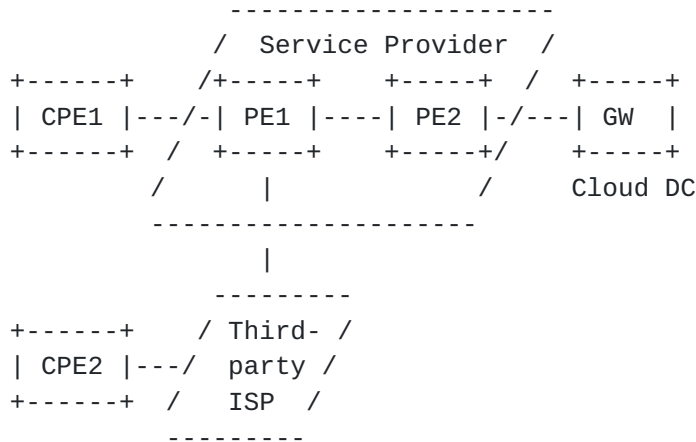 Service Provider
CPE1 PE1 PE2 GW
Cloud DC
Third-
CPE2 party
ISP